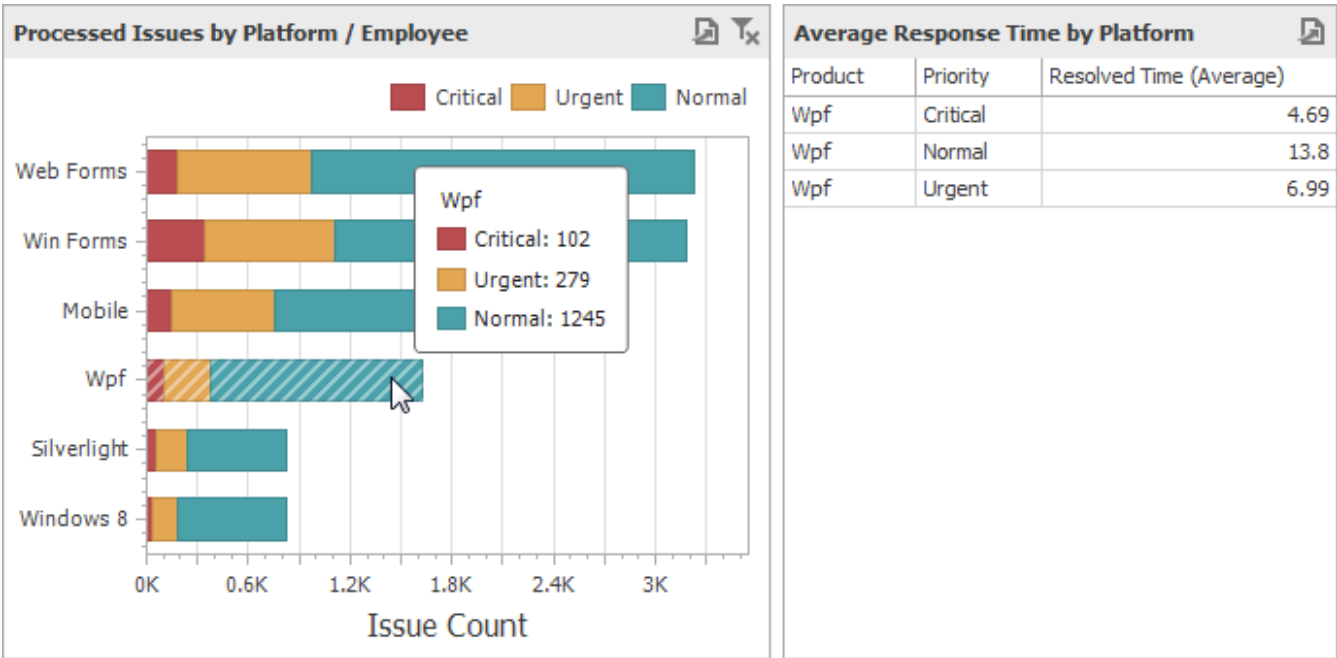 Processed Issues by Platform / Employee
Critical Urgent Normal
Web Forms
Win Forms
Mobile
Wpf
Silverlight
Windows 8
Wpf
Critical: 102
Urgent: 279
Normal: 1245
0K 0.6K 1.2K 1.8K 2.4K 3K
Issue Count
Average Response Time by Platform
Product Priority Resolved Time (Average)
Wpf Critical 4.69
Wpf Normal 13.8
Wpf Urgent 6.99